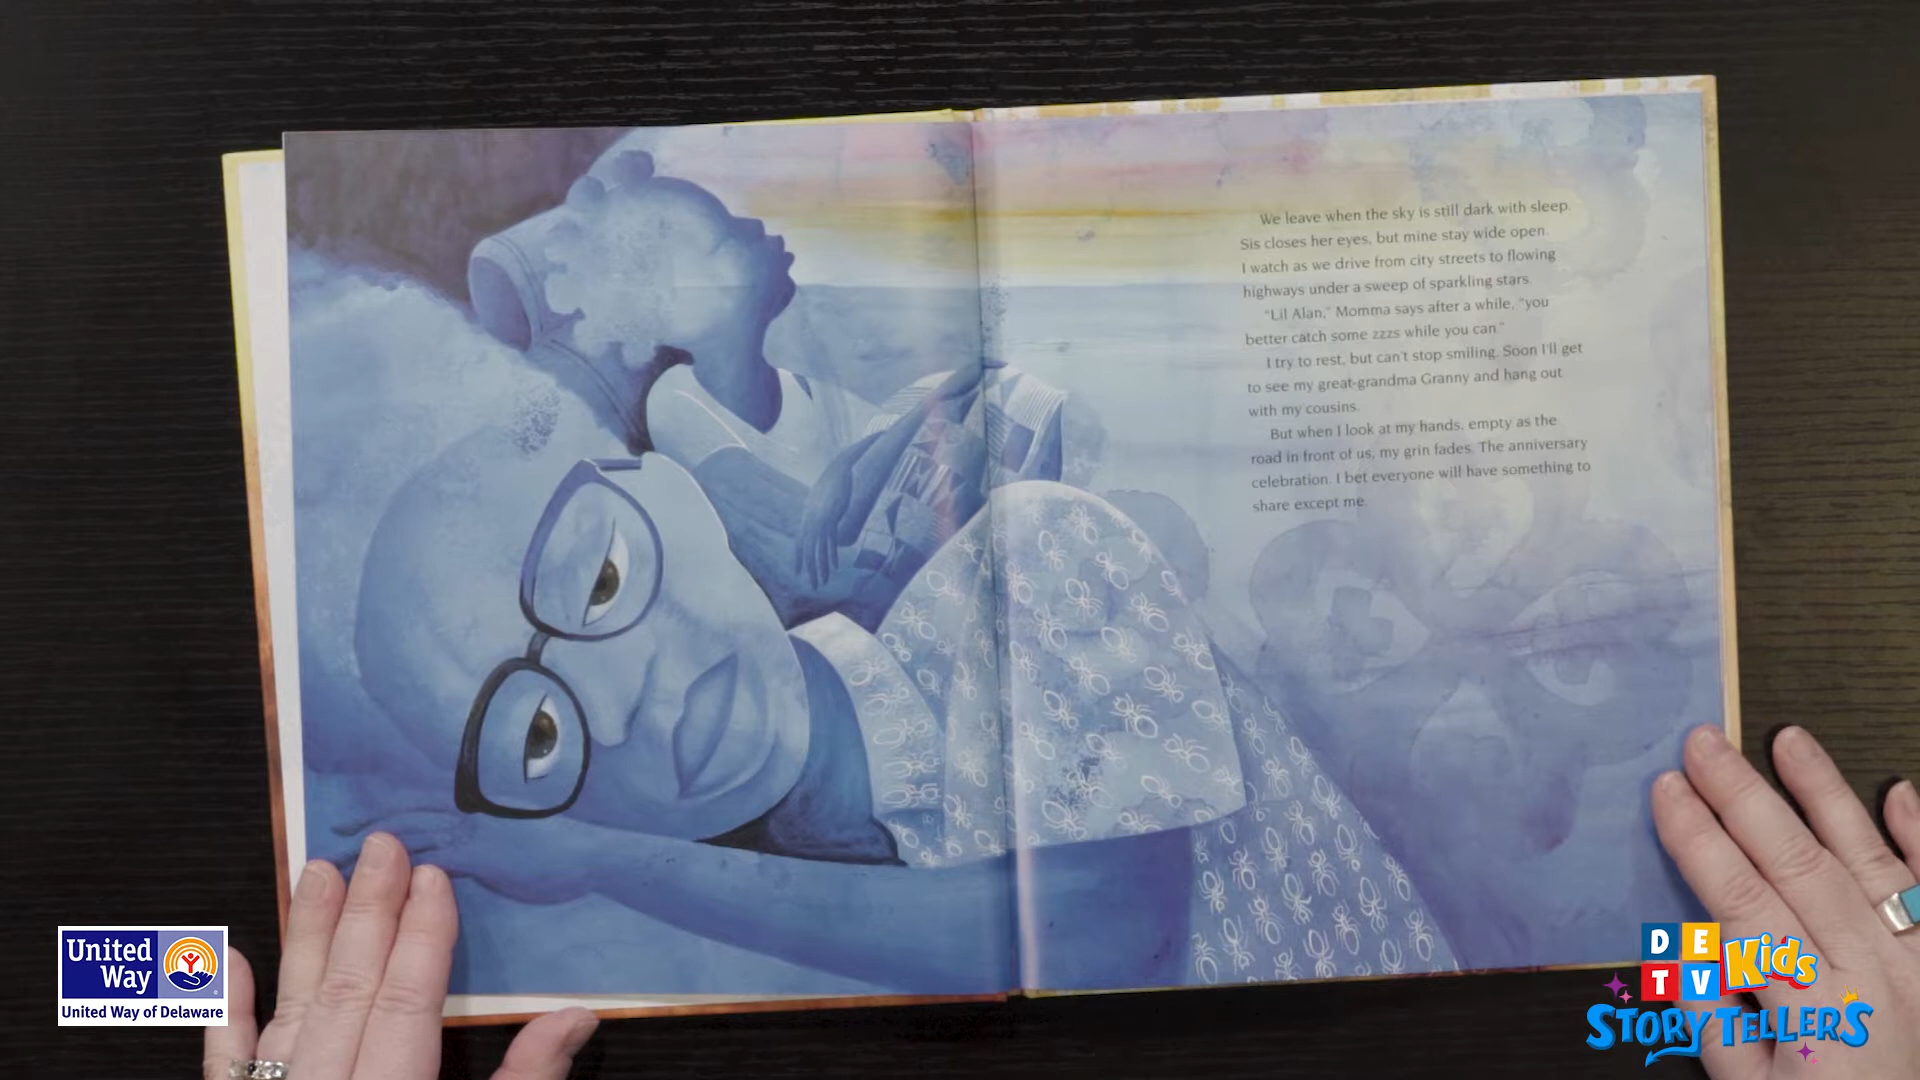 We leave when the sky is still dark with sleep.
Sis closes her eyes, but mine stay wide open.
I watch as we drive from city streets to flowing
highways under a sweep of sparkling stars.
"Lil Alan," Momma says after a while, "you
better catch some zzzs while you can."
I try to rest, but can't stop smiling. Soon I'll get
to see my great-grandma Granny and hang out
with my cousins.
But when I look at my hands, empty as the
road in front of us, my grin fades. The anniversary
celebration. I bet everyone will have something to
share except me.
United
Way
United Way of Delaware
DE
TV Kids
STORYTELLERS